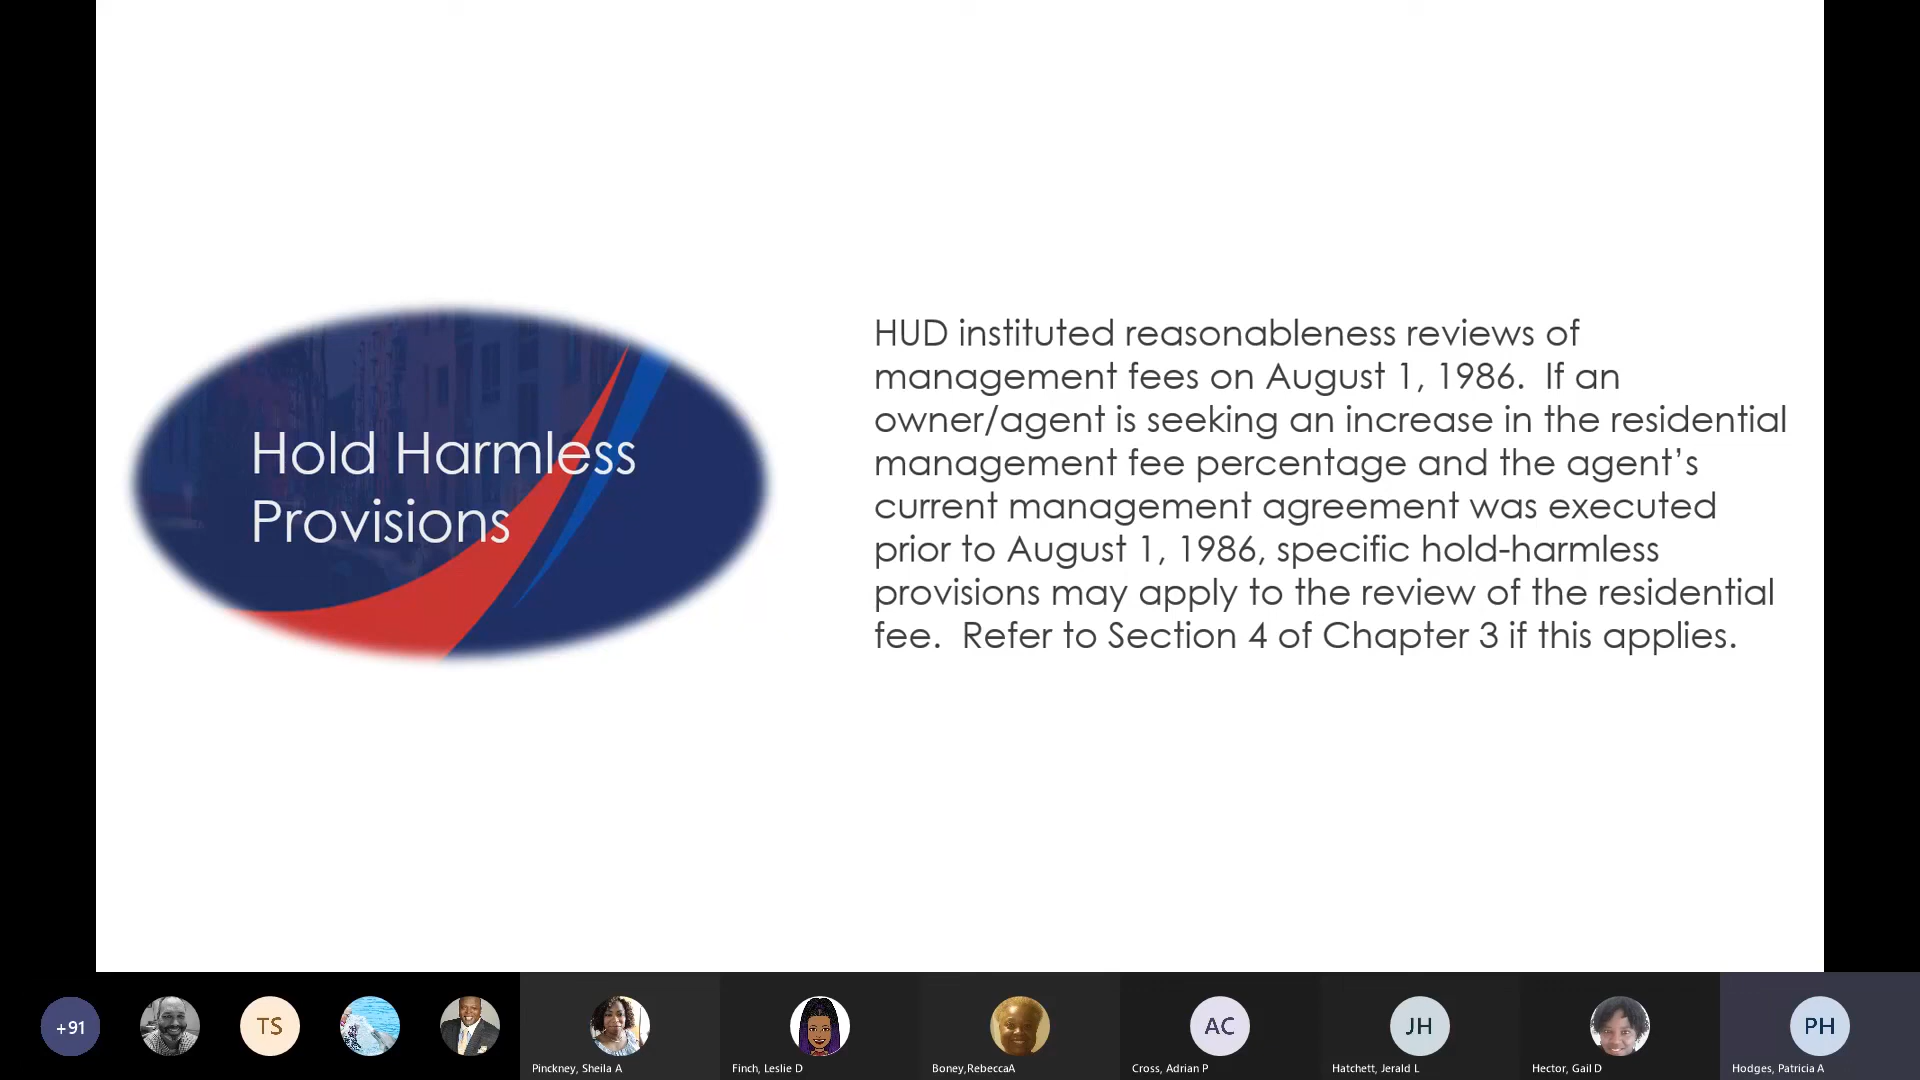 Hold Harmless
Provisions
HUD instituted reasonableness reviews of
management fees on August 1, 1986.  If an
owner/agent is seeking an increase in the residential
management fee percentage and the agent’s
current management agreement was executed
prior to August 1, 1986, specific hold-harmless
provisions may apply to the review of the residential
fee.  Refer to Section 4 of Chapter 3 if this applies.
+91
TS
AC
JH
PH
Pinckney, Sheila A
Finch, Leslie D
Boney,RebeccaA
Cross, Adrian P
Hatchett, Jerald L
Hector, Gail D
Hodges, Patricia A